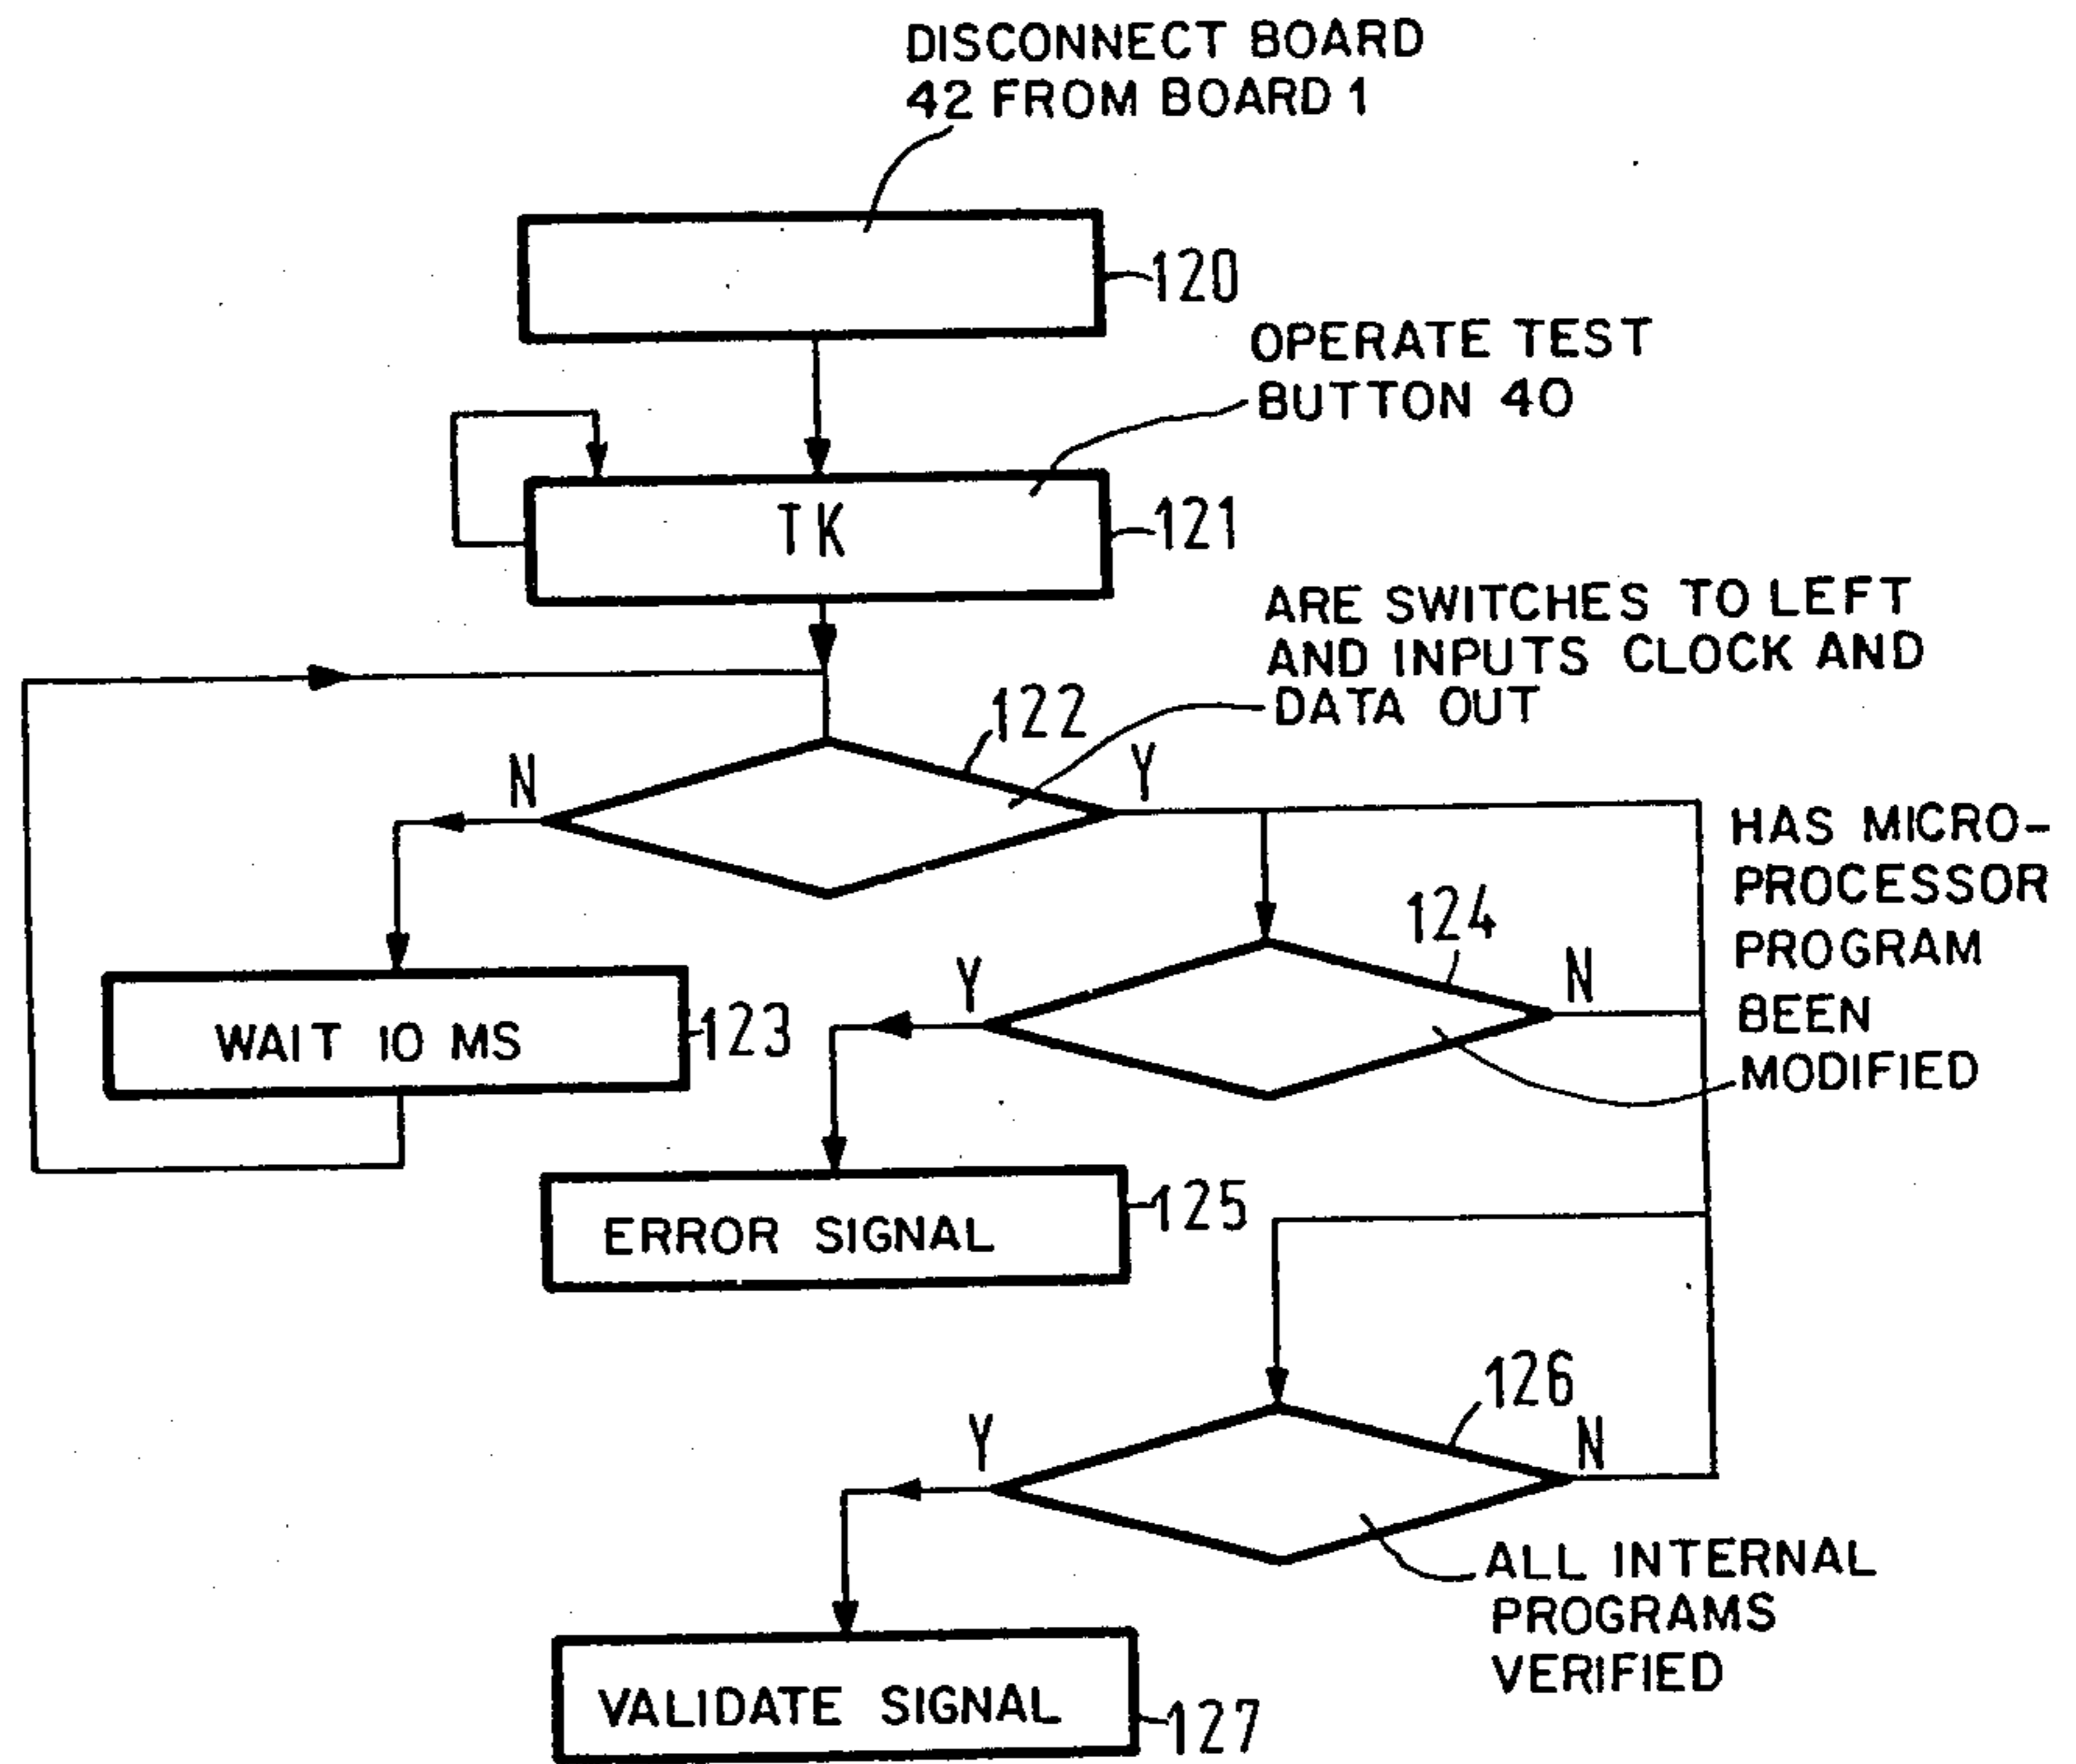 DISCONNECT BOARD
42 FROM BOARD 1
120
OPERATE TEST
BUTTON 40
TK
121
ARE SWITCHES TO LEFT
AND INPUTS CLOCK AND
DATA OUT
122
N
Y
HAS MICRO-
PROCESSOR
PROGRAM
BEEN
MODIFIED
124
Y
N
WAIT 10 MS
123
ERROR SIGNAL
125
126
Y
N
ALL INTERNAL
PROGRAMS
VERIFIED
VALIDATE SIGNAL
127